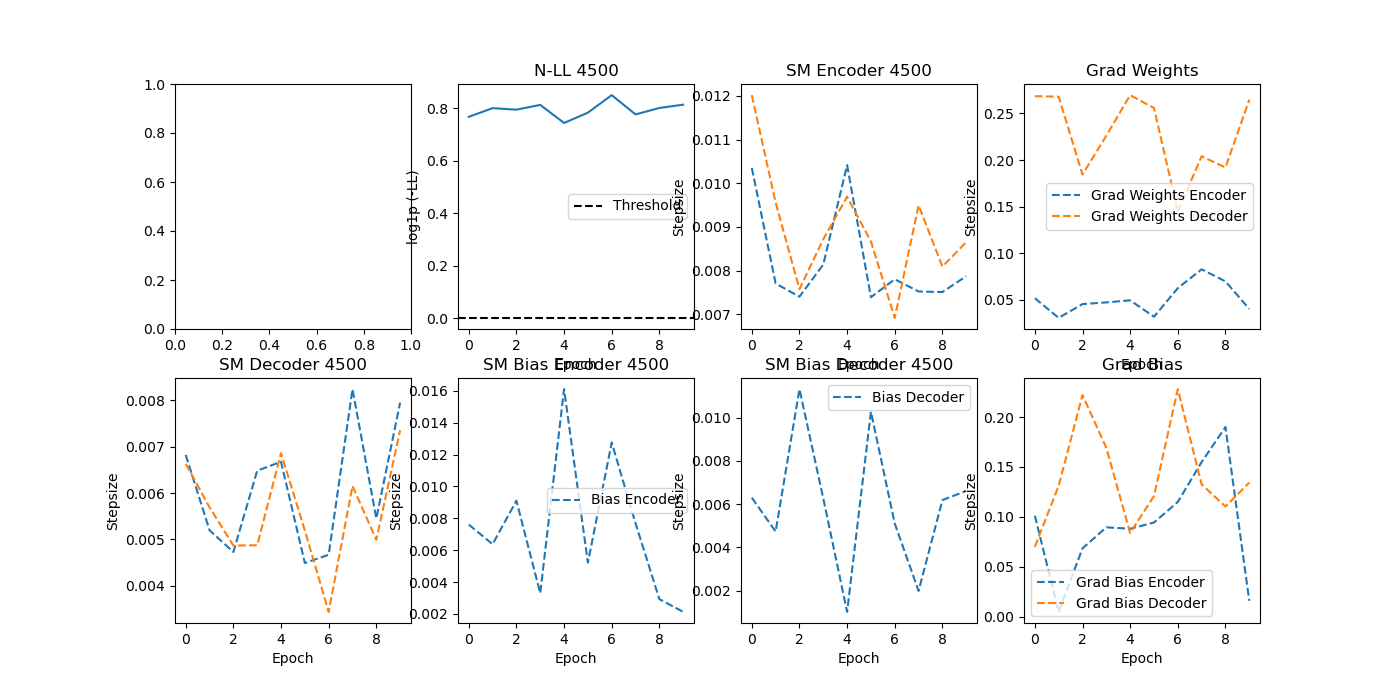 N-LL 4500
SM Encoder 4500
Grad Weights
1.0
0.8
0.6
0.4
0.2
0.0
0.0 0.2 0.4 0.6 0.8 1.0
log1p (-LL)
0.8
0.6
0.4
0.2
0.0
Threshold
0 2 4 6 8
Epoch
Stepsize
0.012
0.011
0.010
0.009
0.008
0.007
0 2 4 6 8
Epoch
Stepsize
0.25
0.20
0.15
0.10
0.05
Grad Weights Encoder
Grad Weights Decoder
0 2 4 6 8
Epoch
SM Decoder 4500
SM Bias Encoder 4500
SM Bias Decoder 4500
Grad Bias
Stepsize
0.008
0.007
0.006
0.005
0.004
0 2 4 6 8
Epoch
Stepsize
0.016
0.014
0.012
0.010
0.008
0.006
0.004
0.002
Bias Encoder
0 2 4 6 8
Epoch
Stepsize
0.010
0.008
0.006
0.004
0.002
Bias Decoder
0 2 4 6 8
Epoch
Stepsize
0.20
0.15
0.10
0.05
0.00
Grad Bias Encoder
Grad Bias Decoder
0 2 4 6 8
Epoch